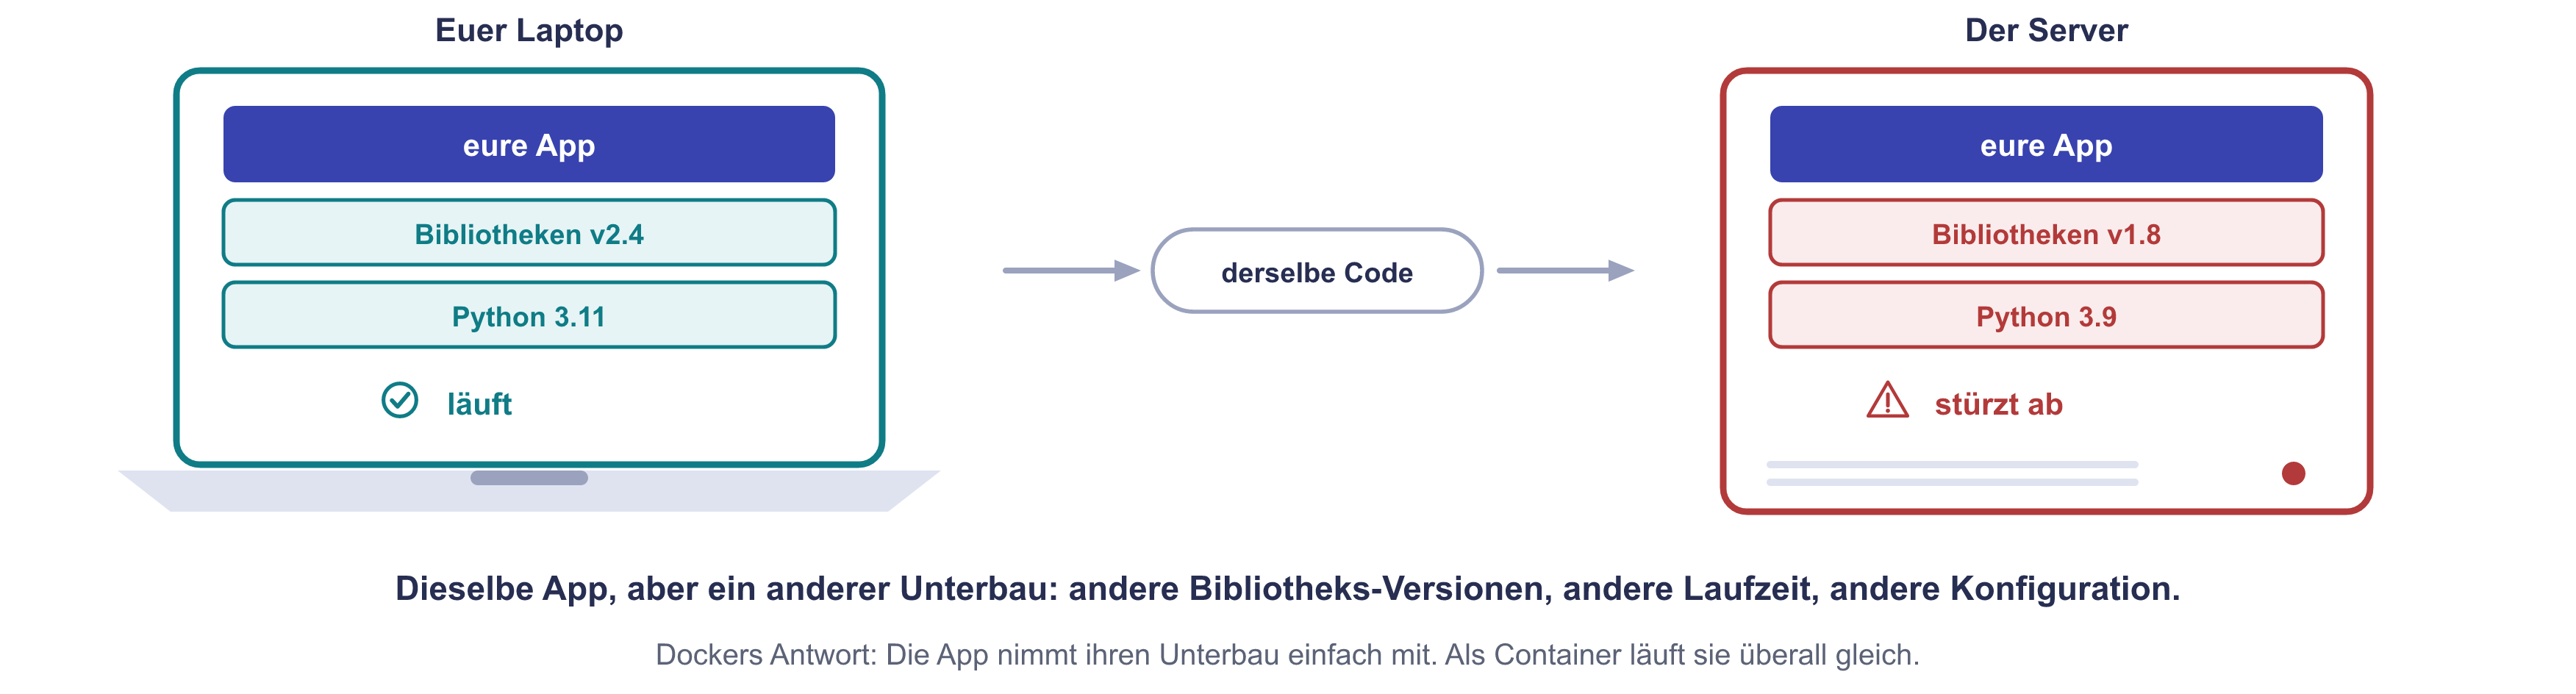 Euer Laptop
eure App
Bibliotheken v2.4
Python 3.11
läuft
derselbe Code
Der Server
eure App
Bibliotheken v1.8
Python 3.9
stürzt ab
Dieselbe App, aber ein anderer Unterbau: andere Bibliotheks-Versionen, andere Laufzeit, andere Konfiguration.
Dockers Antwort: Die App nimmt ihren Unterbau einfach mit. Als Container läuft sie überall gleich.